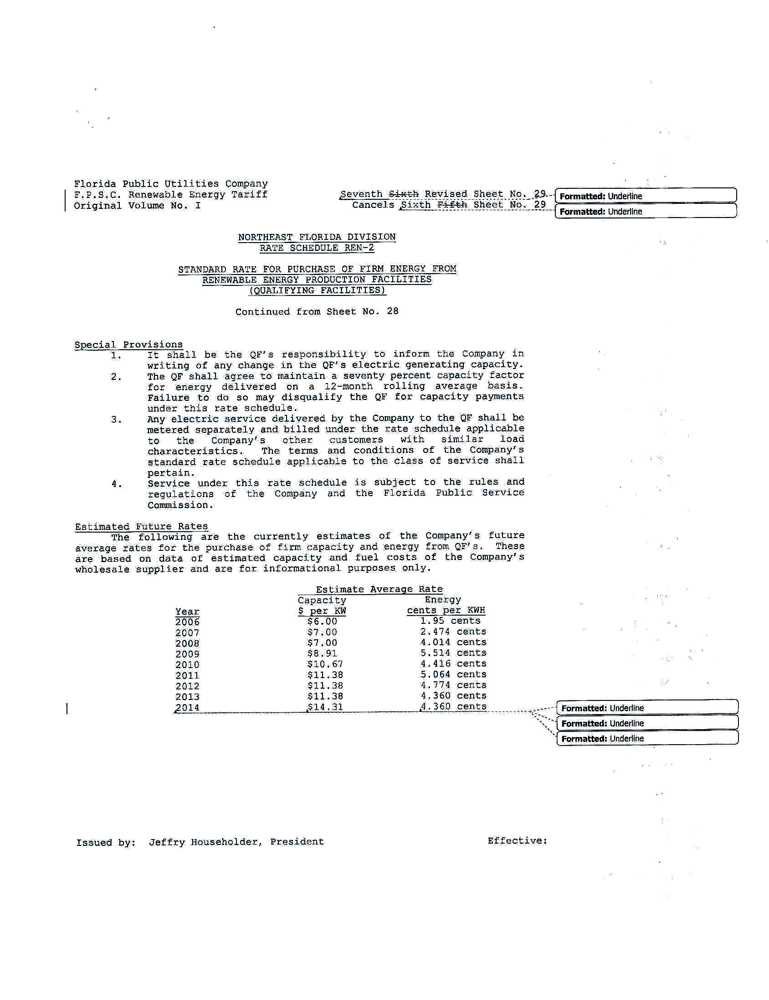 Florida Public Utilities Company
F.P.S.C. Renewable Energy Tariff
Original Volume No. I
Seventh Sixth Revised Sheet No. 29
Cancels Sixth Fifth Sheet No. 29
Formatted: Underline
Formatted: Underline
NORTHEAST FLORIDA DIVISION
RATE SCHEDULE REN-2
STANDARD RATE FOR PURCHASE OF FIRM ENERGY FROM
RENEWABLE ENERGY PRODUCTION FACILITIES
(QUALIFYING FACILITIES)
Continued from Sheet No. 28
Special Provisions
1. It shall be the QF's responsibility to inform the Company in
writing of any change in the QF's electric generating capacity.
2. The QF shall agree to maintain a seventy percent capacity factor
for energy delivered on a 12-month rolling average basis.
Failure to do so may disqualify the QF for capacity payments
under this rate schedule.
3. Any electric service delivered by the Company to the QF shall be
metered separately and billed under the rate schedule applicable
to the Company's other customers with similar load
characteristics. The terms and conditions of the Company's
standard rate schedule applicable to the class of service shall
pertain.
4. Service under this rate schedule is subject to the rules and
regulations of the Company and the Florida Public Service
Commission.
Estimated Future Rates
The following are the currently estimates of the Company's future
average rates for the purchase of firm capacity and energy from QF's. These
are based on data of estimated capacity and fuel costs of the Company's
wholesale supplier and are for informational purposes only.
Estimate Average Rate
Capacity Energy
Year $ per KW cents per KWH
2006 $6.00 1.95 cents
2007 $7.00 2.474 cents
2008 $7.00 4.014 cents
2009 $8.91 5.514 cents
2010 $10.67 4.416 cents
2011 $11.38 5.064 cents
2012 $11.38 4.774 cents
2013 $11.38 4.360 cents
2014 $14.31 4.360 cents
Formatted: Underline
Formatted: Underline
Formatted: Underline
Issued by: Jeffry Householder, President Effective: